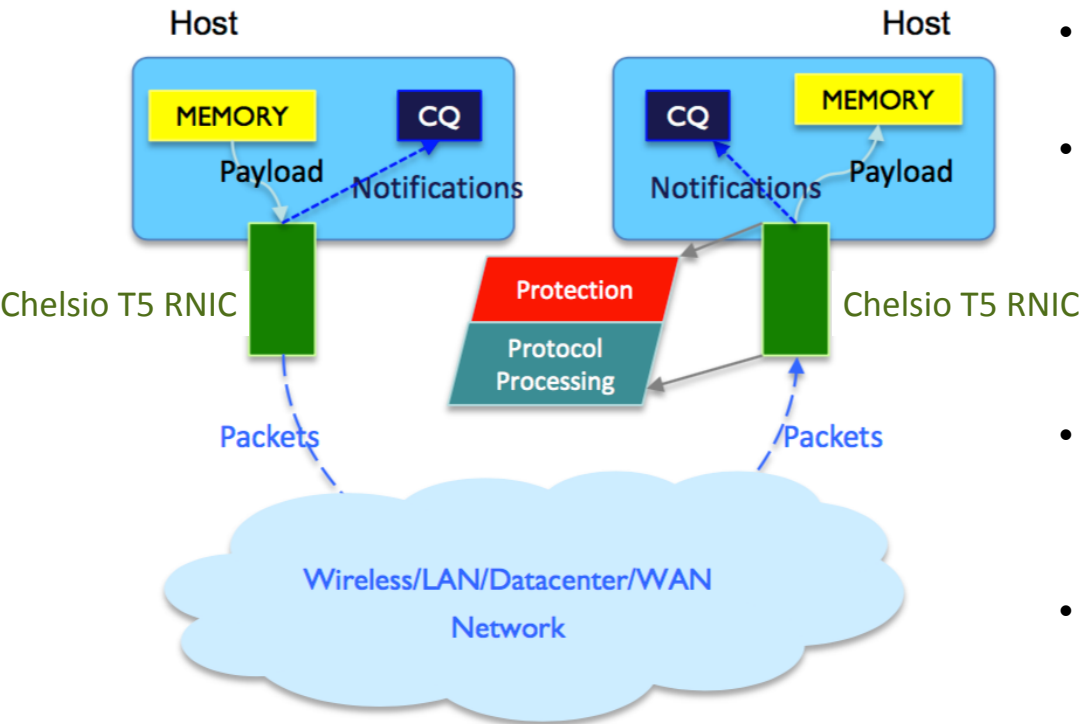 Host
Host
MEMORY
CQ
CQ
MEMORY
Payload
Notifications
Notifications
Payload
Chelsio T5 RNIC
Protection
Protocol
Processing
Chelsio T5 RNIC
Packets
Packets
Wireless/LAN/Datacenter/WAN
Network